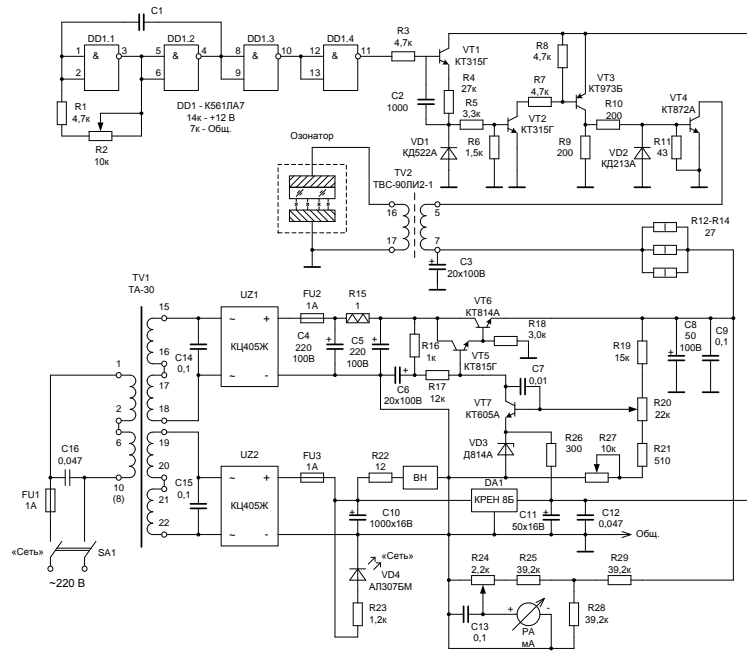 C1
DD1.1
DD1.2
DD1.3
DD1.4
1
2
&
3
5
6
&
4
8
9
&
10
12
13
&
11
R1
4,7к
R2
10к
DD1 - К561ЛА7
14к - +12 В
7к - Общ.
R3
4,7к
VT1
КТ315Г
R4
27к
C2
1000
R5
3,3к
VD1
КД522А
R6
1,5к
VT2
КТ315Г
R7
4,7к
R8
4,7к
VT3
КТ973Б
R9
200
R10
200
VD2
КД213А
R11
43
VT4
КТ872А
Озонатор
TV2
ТВС-90ЛИ2-1
16
17
5
7
C3
20х100В
R12-R14
27
TV1
ТА-30
15
16
17
18
19
20
21
22
1
2
6
10
(8)
C14
0,1
C15
0,1
C16
0,047
FU1
1А
«Сеть»
SA1
~220 В
UZ1
~
+
КЦ405Ж
~
-
UZ2
~
+
КЦ405Ж
~
-
FU2
1А
R15
1
C4
220
100В
C5
220
100В
C6
20х100В
R16
1к
R17
12к
VT5
КТ815Г
VT6
КТ814А
R18
3,0к
C7
0,01
VT7
КТ605А
VD3
Д814А
R19
15к
R20
22к
R21
510
C8
50
100В
C9
0,1
R26
300
R27
10к
FU3
1А
R22
12
ВН
DA1
КРЕН 8Б
C10
1000х16В
C11
50х16В
C12
0,047
Общ.
«Сеть»
VD4
АЛ307БМ
R23
1,2к
R24
2,2к
R25
39,2к
R29
39,2к
R28
39,2к
C13
0,1
+
-
PA
мА